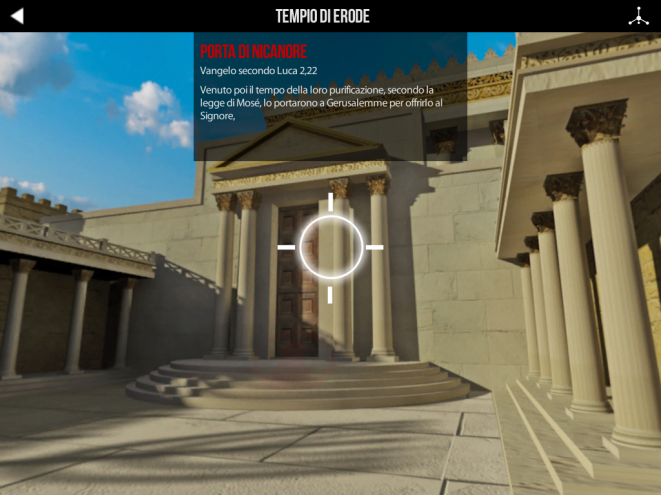 TEMPIO DI ERODE
PORTA DI NICANORE
Vangelo secondo Luca 2,22
Venuto poi il tempo della loro purificazione, secondo la
legge di Mosé, lo portarono a Gerusalemme per offrirlo al
Signore,